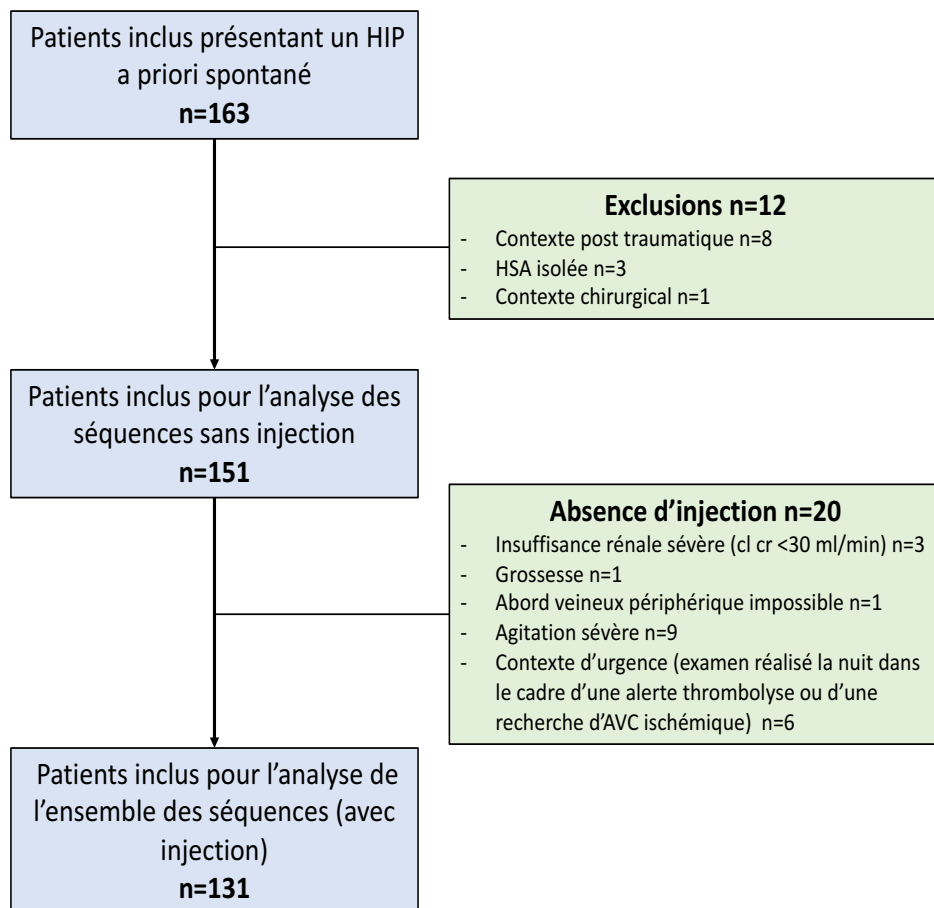 Patients inclus présentant un HIP
a priori spontané
n=163
Exclusions n=12
- Contexte post traumatique n=8
- HSA isolée n=3
- Contexte chirurgical n=1
Patients inclus pour l’analyse des
séquences sans injection
n=151
Absence d’injection n=20
- Insuffisance rénale sévère (cl cr <30 ml/min) n=3
- Grossesse n=1
- Abord veineux périphérique impossible n=1
- Agitation sévère n=9
- Contexte d’urgence (examen réalisé la nuit dans
le cadre d’une alerte thrombolyse ou d’une
recherche d’AVC ischémique) n=6
Patients inclus pour l’analyse de
l’ensemble des séquences (avec
injection)
n=131